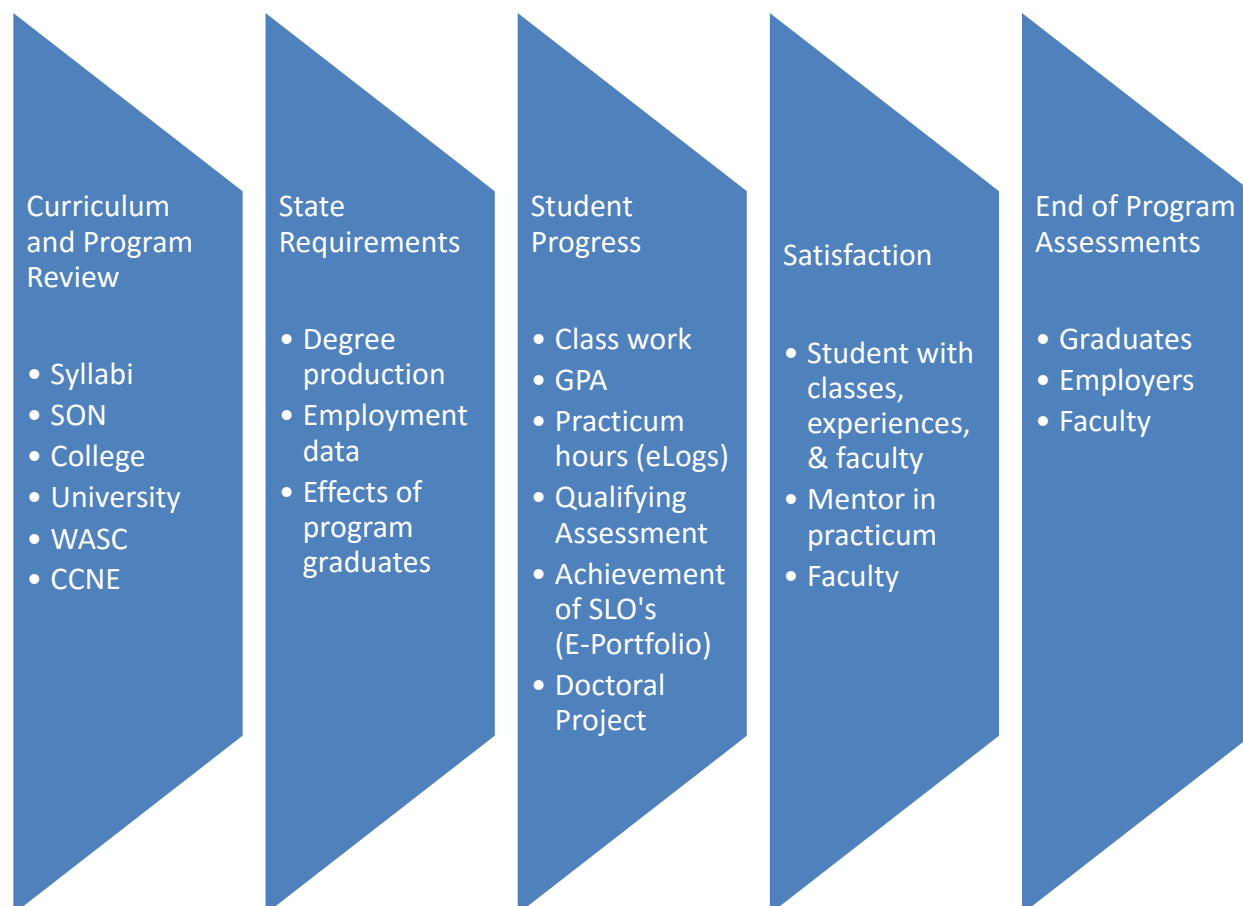 Curriculum
and Program
Review
• Syllabi
• SON
• College
• University
• WASC
• CCNE
State
Requirements
• Degree
production
• Employment
data
• Effects of
program
graduates
Student
Progress
• Class work
• GPA
• Practicum
hours (eLogs)
• Qualifying
Assessment
• Achievement
of SLO's
(E-Portfolio)
• Doctoral
Project
Satisfaction
• Student with
classes,
experiences,
& faculty
• Mentor in
practicum
• Faculty
End of Program
Assessments
• Graduates
• Employers
• Faculty